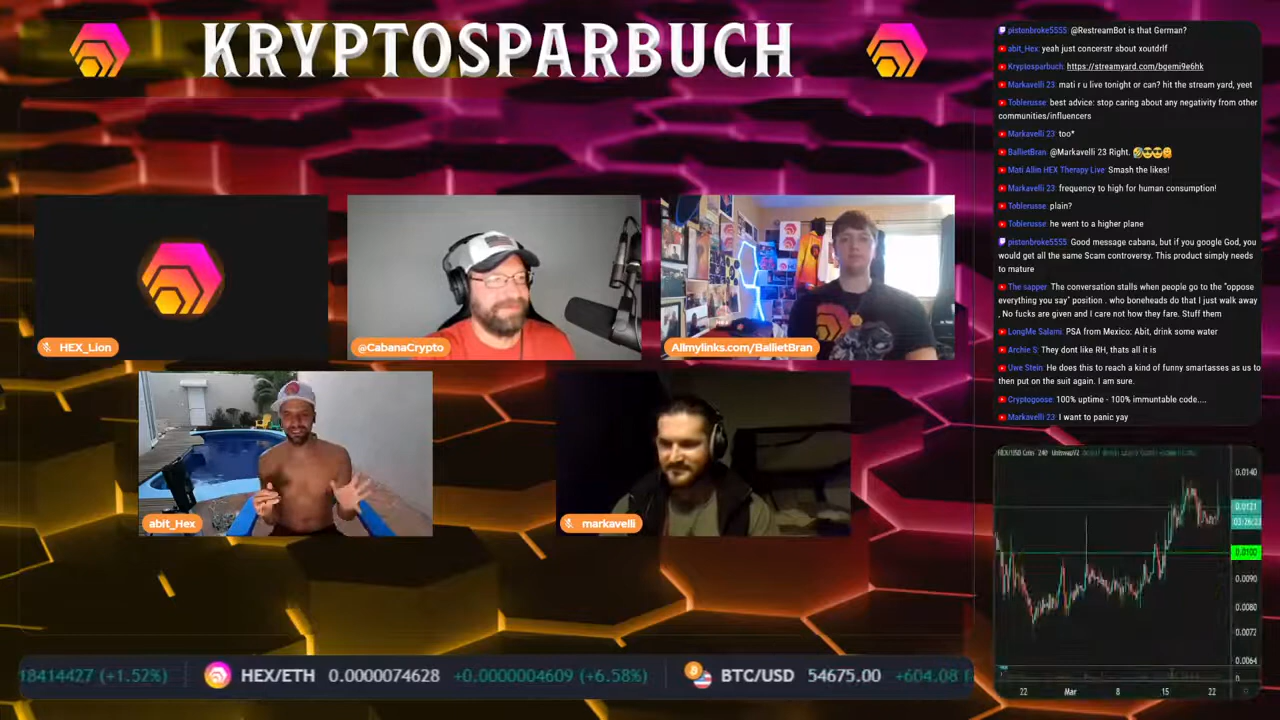 KRYPTOSPARBUCH
HEX_Lion
@CabanaCrypto
Allmylinks.com/BallietBran
abit_Hex
markavelli
pistonbroke5555 @RestreamBot is that German?
abit_Hex: yeah just concerstr sbout xoutdrlf
Kryptosparbuch: https://streamyard.com/bgemi9e6hk
Markavelli 23: mati r u live tonight or can? hit the stream yard, yeet
Toblerusse: best advice: stop caring about any negativity from other
communities/influencers
Markavelli 23: too*
BallietBran: @Markavelli 23 Right. 🤣😎😎🤗
Mati Allin HEX Therapy Live: Smash the likes!
Markavelli 23: frequency to high for human consumption!
Toblerusse: plain?
Toblerusse: he went to a higher plane
pistonbroke5555 Good message cabana, but if you google God, you
would get all the same Scam controversy. This product simply needs
to mature
The sapper: The conversation stalls when people go to the "oppose
everything you say" position . who boneheads do that I just walk away
, No fucks are given and I care not how they fare. Stuff them
LongMe Salami: PSA from Mexico: Abit, drink some water
Archie S: They dont like RH, thats all it is
Uwe Stein: He does this to reach a kind of funny smartasses as us to
then put on the suit again. I am sure.
Cryptogoose: 100% uptime - 100% immuntable code....
Markavelli 23: I want to panic yay
0.0140
0.0121
03:26:23
0.0100
0.0090
0.0080
0.0072
0.0064
0
22 Mar 8 15 22
18414427 (+1.52%) HEX/ETH 0.0000074628 +0.0000004609 (+6.58%) BTC/USD 54675.00 +604.08